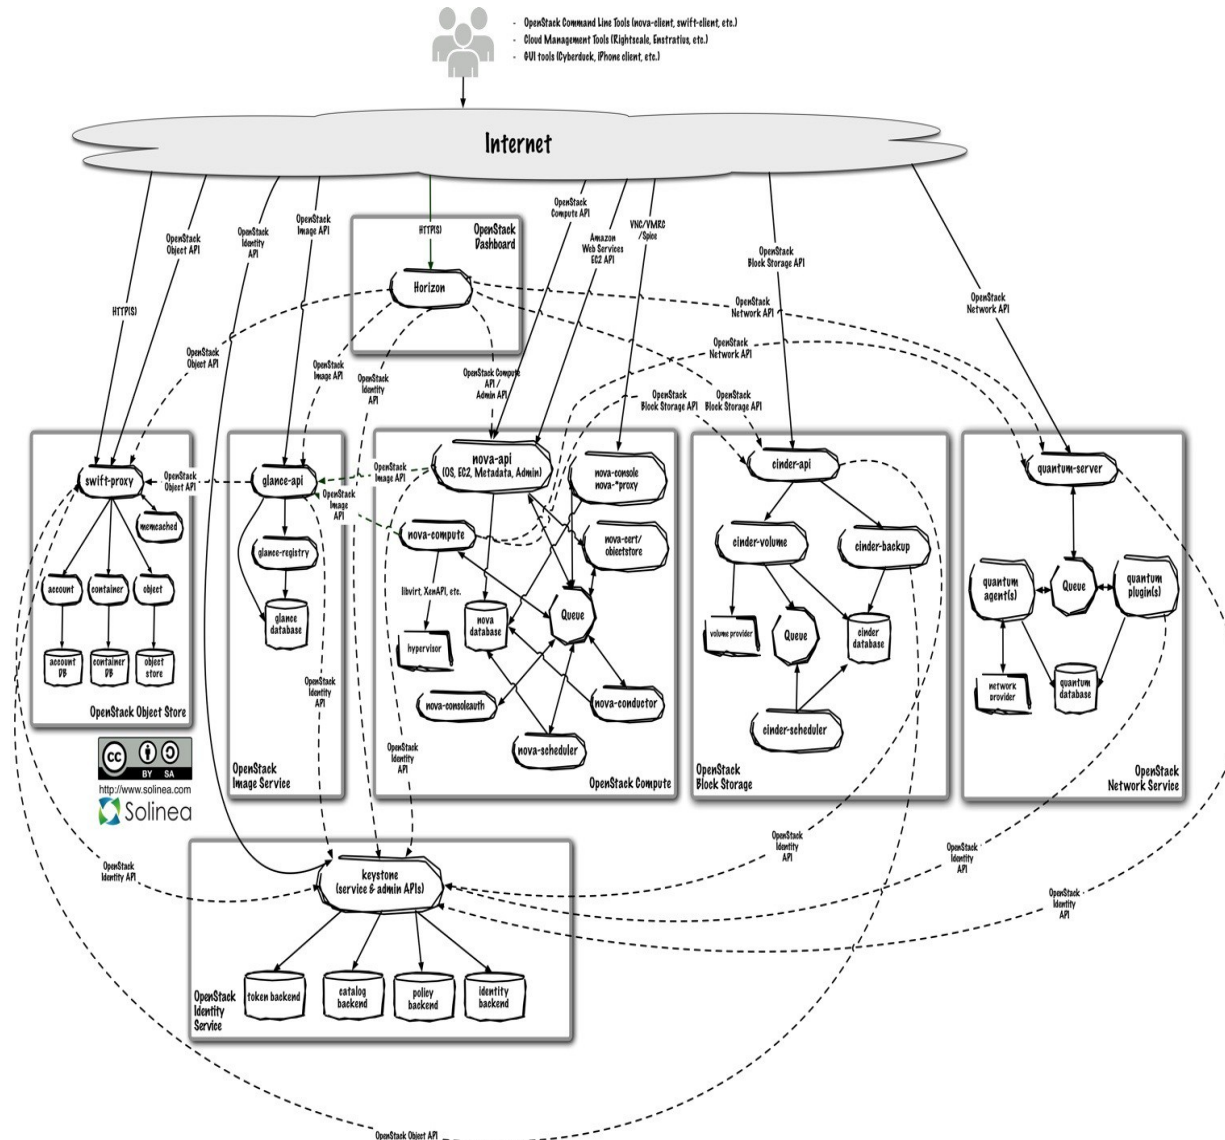 - OpenStack Command Line Tools (nova-client, swift-client, etc.)
- Cloud Management Tools (Rightscale, Enstratius, etc.)
- GUI tools (Cyberduck, iPhone client, etc.)
Internet
HTTP(S)
OpenStack
Object API
OpenStack
Identity
API
OpenStack
Image API
HTTP(S)
OpenStack
Dashboard
Horizon
OpenStack
Compute API
Amazon
Web Services
EC2 API
VNC/VMRC
/Spice
OpenStack
Block Storage API
OpenStack
Network API
OpenStack
Network API
OpenStack
Network API
OpenStack
Object API
OpenStack
Image API
OpenStack
Identity
API
OpenStack Compute
API /
Admin API
OpenStack
Block Storage API
OpenStack
Block Storage API
swift-proxy
OpenStack
Object API
memcached
account
container
object
account
DB
container
DB
object
store
OpenStack Object Store
glance-api
glance-registry
glance
database
OpenStack
Identity
API
OpenStack
Image Service
OpenStack
Image API
OpenStack
Image
API
nova-api
(OS, EC2, Metadata, Admin)
nova-console
nova-*proxy
nova-compute
nova-cert/
objectstore
libvirt, XenAPI, etc.
hypervisor
nova
database
Queue
nova-consoleauth
nova-conductor
nova-scheduler
OpenStack
Identity
API
OpenStack Compute
cinder-api
cinder-volume
cinder-backup
volume provider
Queue
cinder
database
cinder-scheduler
OpenStack
Block Storage
quantum-server
quantum
agent(s)
Queue
quantum
plugin(s)
network
provider
quantum
database
OpenStack
Network Service
cc
BY SA
http://www.solinea.com
Solinea
OpenStack
Identity API
OpenStack
Identity
API
OpenStack
Identity
API
OpenStack
Identity
API
keystone
(service & admin APIs)
token backend
catalog
backend
policy
backend
identity
backend
OpenStack
Identity
Service
OpenStack Object API